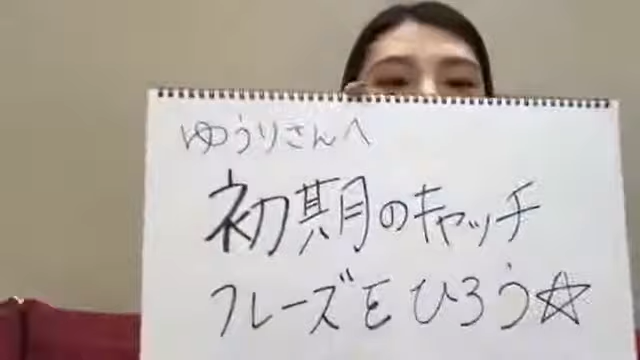 ゆうりさんへ
初期のキャッチ
フレーズをひろう☆